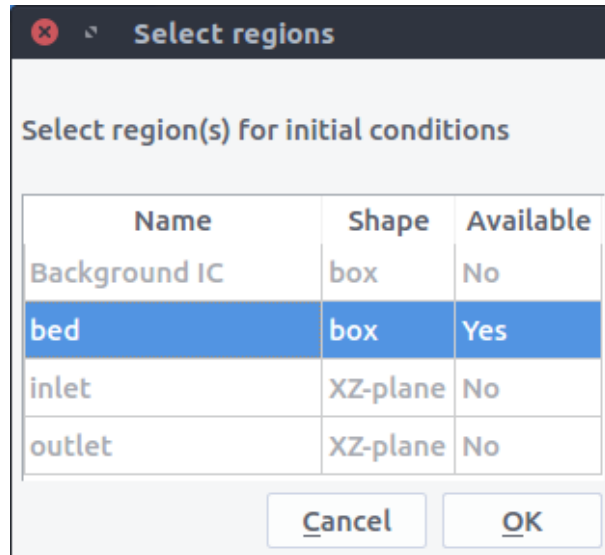 Select regions
Select region(s) for initial conditions
Name Shape Available
Background IC box No
bed box Yes
inlet XZ-plane No
outlet XZ-plane No
Cancel OK